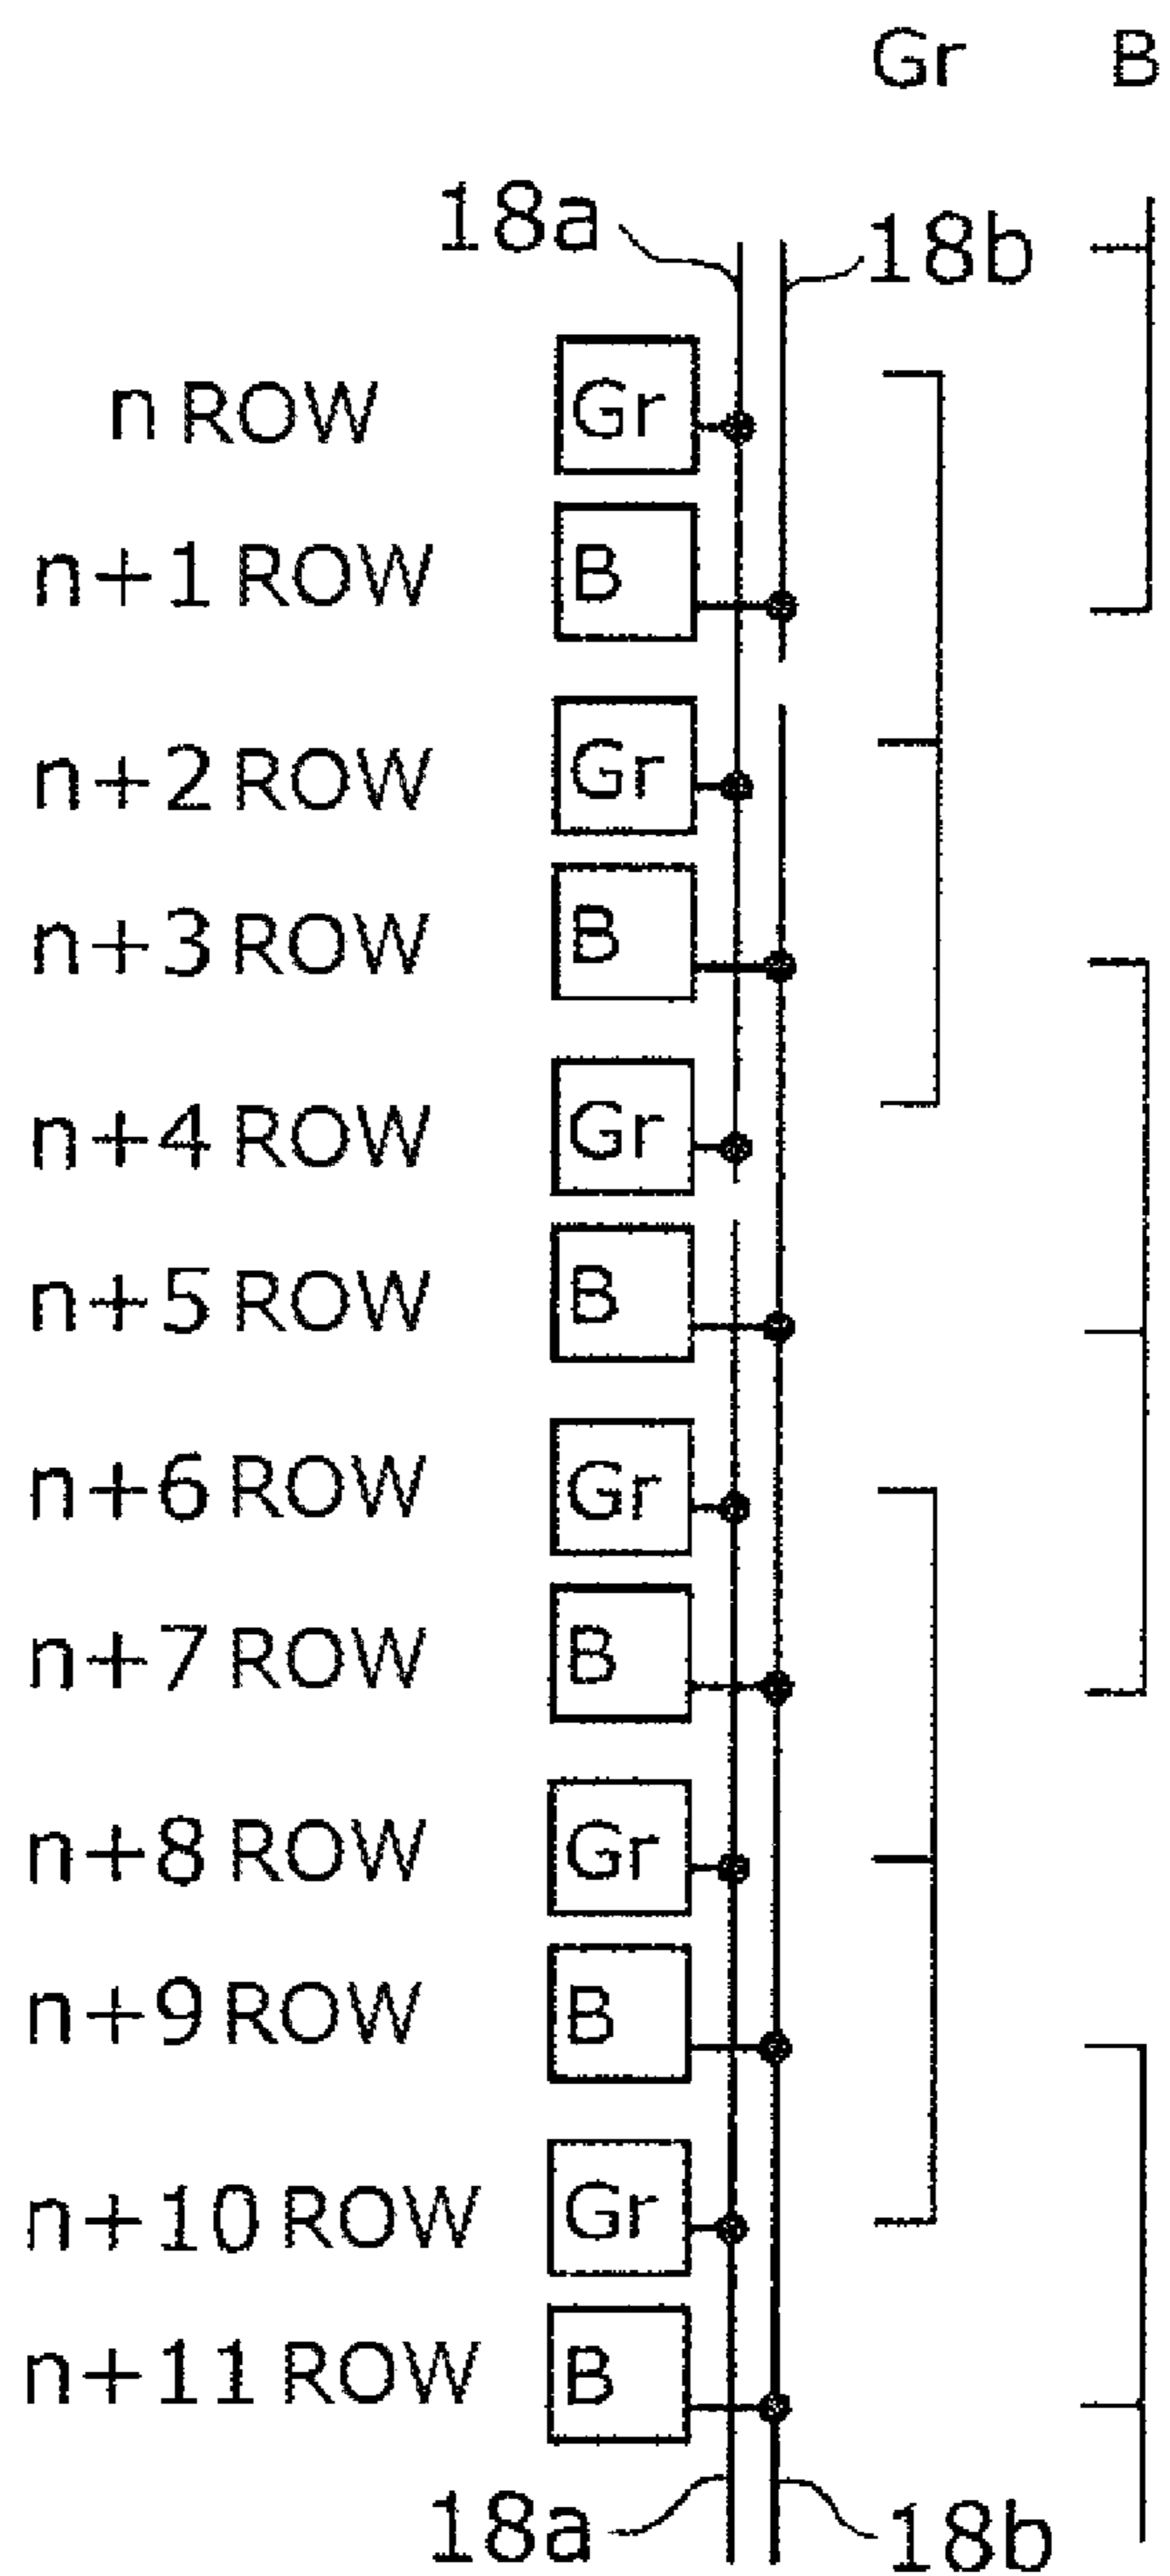 Gr B
18a
18b
n ROW Gr
n+1 ROW B
n+2 ROW Gr
n+3 ROW B
n+4 ROW Gr
n+5 ROW B
n+6 ROW Gr
n+7 ROW B
n+8 ROW Gr
n+9 ROW B
n+10 ROW Gr
n+11 ROW B
18a 18b